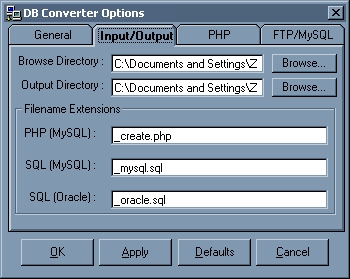 DB Converter Options
General Input/Output PHP FTP/MySQL
Browse Directory : C:\Documents and Settings\Z Browse...
Output Directory : C:\Documents and Settings\Z Browse...
Filename Extensions
PHP (MySQL) : _create.php
SQL (MySQL) : _mysql.sql
SQL (Oracle) : _oracle.sql
OK Apply Defaults Cancel